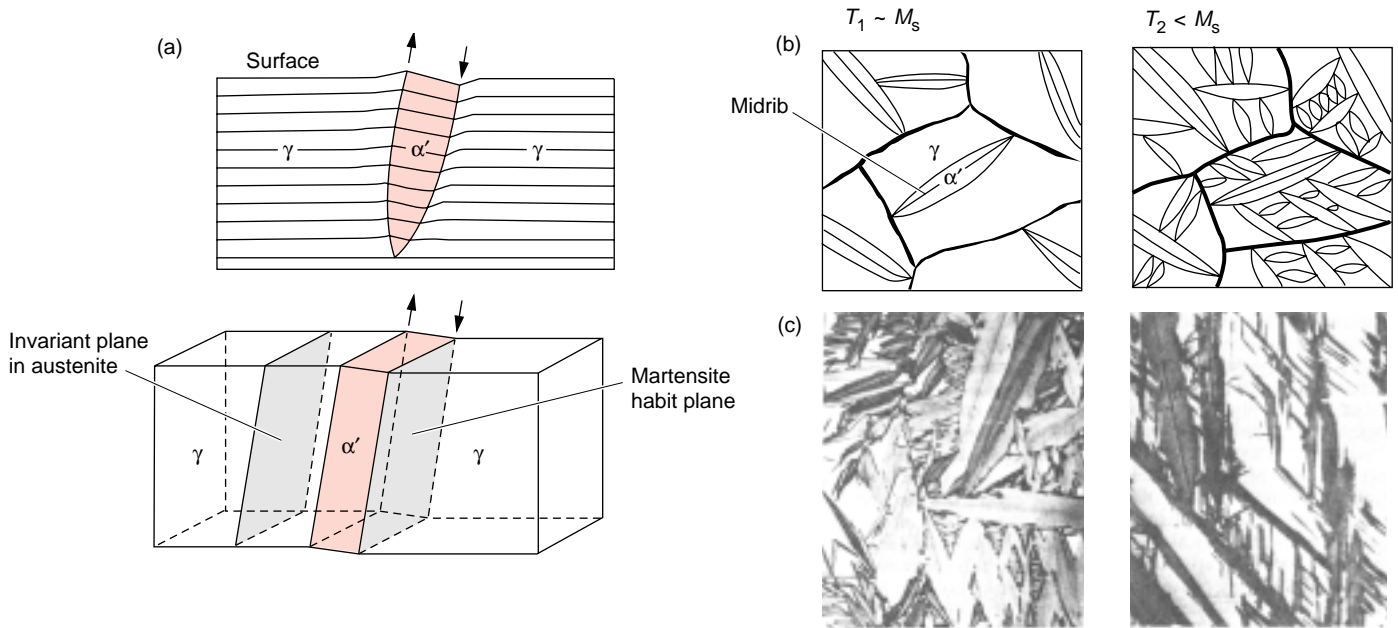 (a)
Surface
γ
α′
γ
Invariant plane
in austenite
Martensite
habit plane
γ
α′
γ
(b)
T₁ ~ Mₛ
T₂ < Mₛ
Midrib
γ
α′
(c)